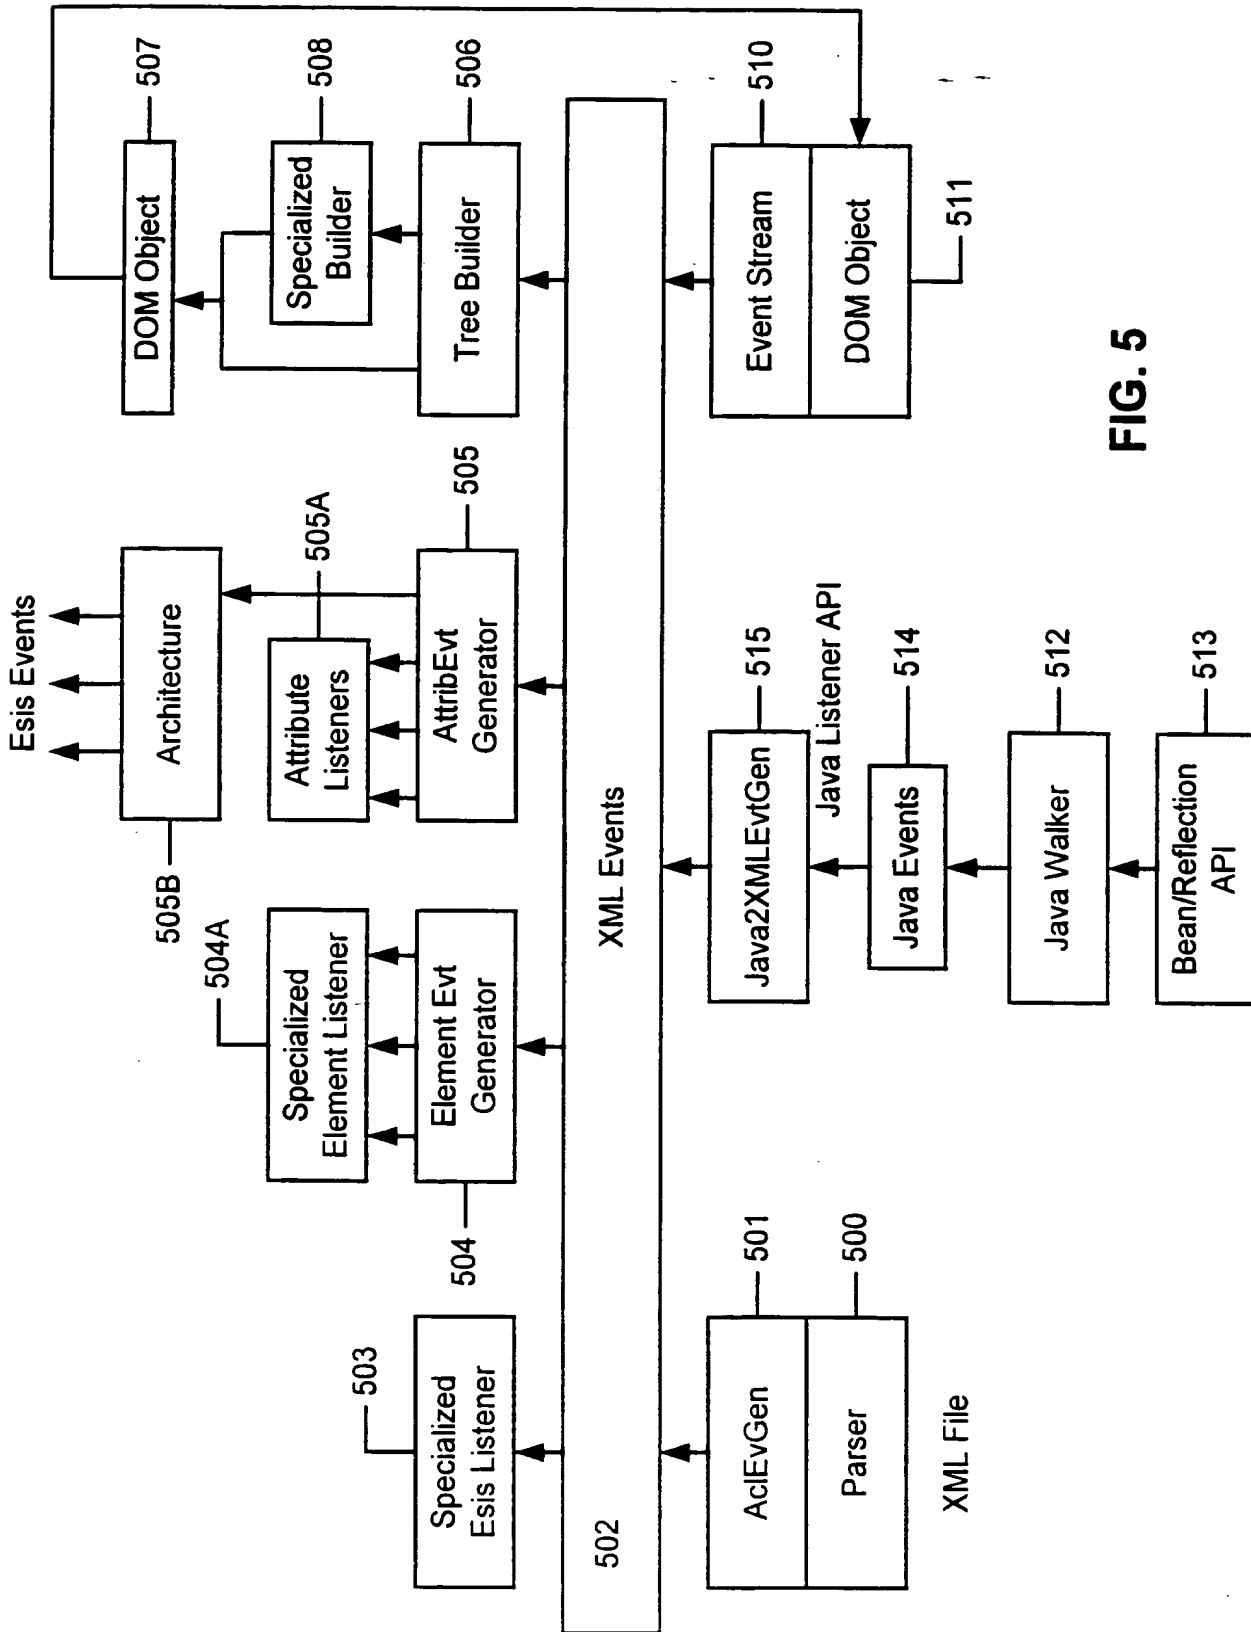 Esis Events
507
DOM Object
508
Specialized
Builder
506
Tree Builder
505B
Architecture
505A
Attribute
Listeners
505
AttribEvt
Generator
504A
Specialized
Element Listener
504
Element Evt
Generator
503
Specialized
Esis Listener
502
XML Events
501
AclEvGen
500
Parser
XML File
515
Java2XMLEvtGen
Java Listener API
514
Java Events
512
Java Walker
513
Bean/Reflection
API
510
Event Stream
DOM Object
511
FIG. 5